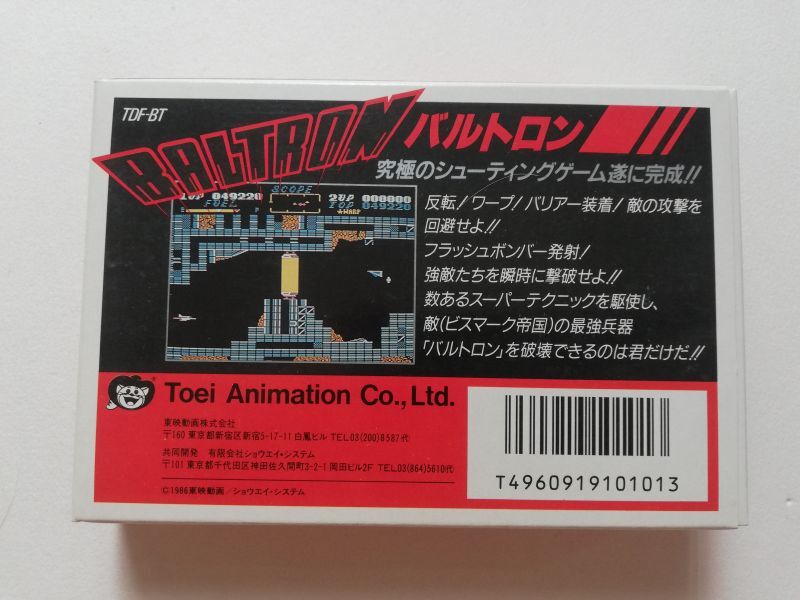 TDF-BT
BALTRON バルトロン
究極のシューティングゲーム遂に完成!!
1UP 049220 SCOPE 2UP 000000
FUEL TOP 049220
★WARP
反転!ワープ!バリアー装着!敵の攻撃を
回避せよ!!
フラッシュボンバー発射!
強敵たちを瞬時に撃破せよ!!
数あるスーパーテクニックを駆使し、
敵(ビスマーク帝国)の最強兵器
「バルトロン」を破壊できるのは君だけだ!!
Toei Animation Co.,Ltd.
東映動画株式会社
〒160 東京都新宿区新宿5-17-11 白鳳ビル TEL03(200)8587代)
共同開発 有限会社ショウエイ・システム
〒101 東京都千代田区神田佐久間町3-2-1 岡田ビル2F TEL03(864)5610代)
©1986東映動画/ショウエイ・システム
T4960919101013